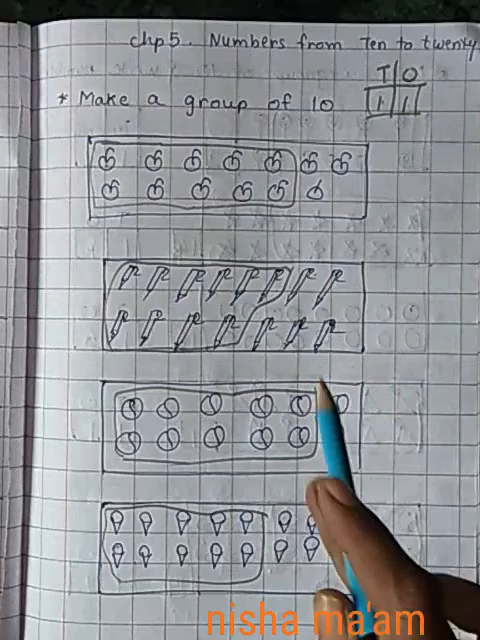 Chp 5. Numbers from Ten to twenty
T O
* Make a group of 10
1 1
nisha ma'am